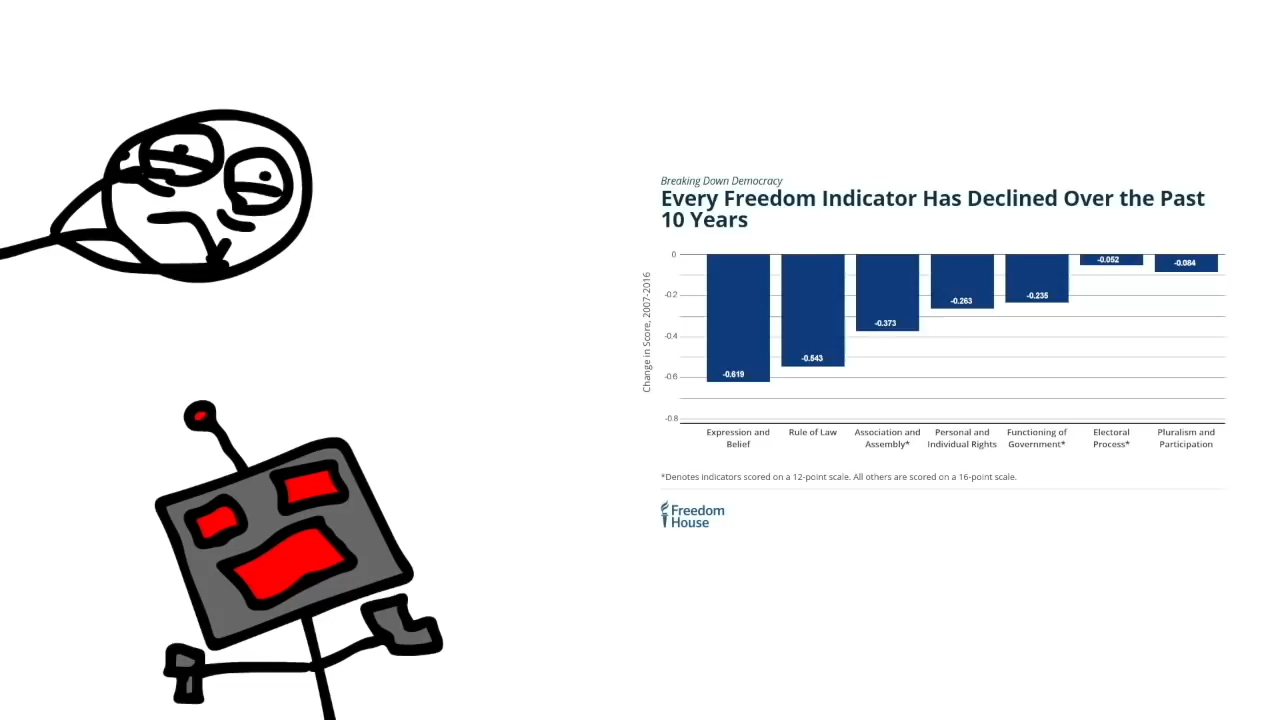 Breaking Down Democracy
Every Freedom Indicator Has Declined Over the Past
10 Years
Change in Score, 2007-2016
0
-0.2
-0.4
-0.6
-0.8
-0.619
-0.543
-0.373
-0.263
-0.235
-0.052
-0.084
Expression and
Belief
Rule of Law
Association and
Assembly*
Personal and
Individual Rights
Functioning of
Government*
Electoral
Process*
Pluralism and
Participation
*Denotes indicators scored on a 12-point scale. All others are scored on a 16-point scale.
Freedom
House